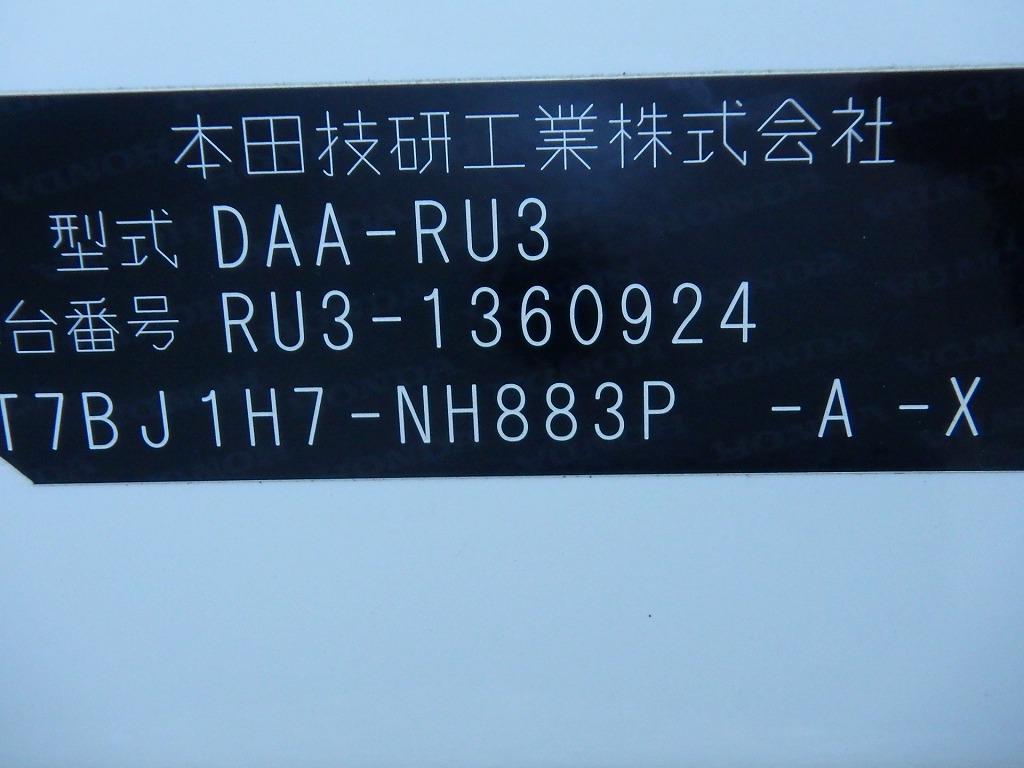 本田技研工業株式会社
型式 DAA-RU3
台番号 RU3-1360924
T7BJ1H7-NH883P -A -X